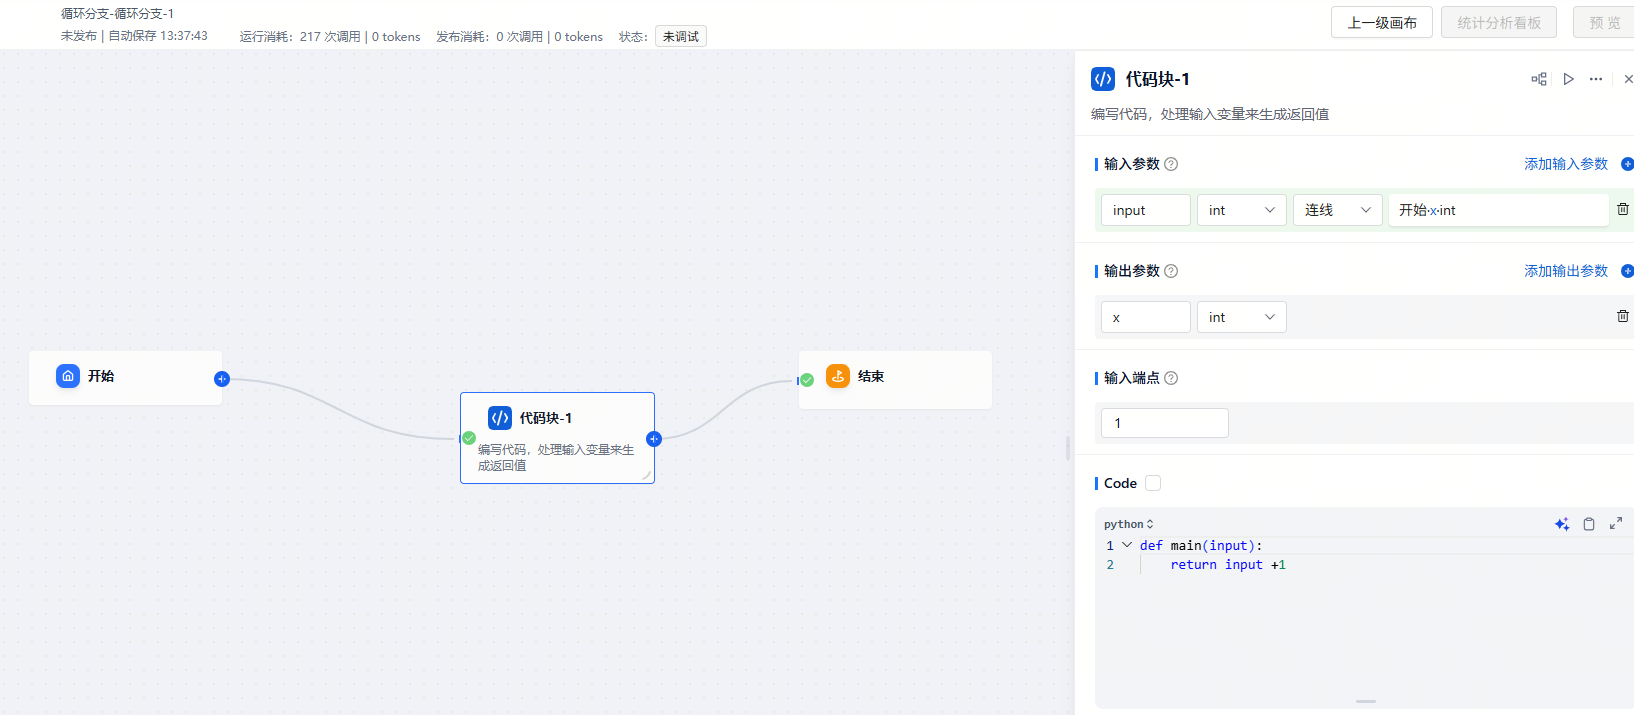 循环分支-循环分支-1
未发布 | 自动保存 13:37:43 运行消耗：217 次调用 | 0 tokens 发布消耗：0 次调用 | 0 tokens 状态： 未调试
上一级画布 统计分析看板 预 览
开始
代码块-1
编写代码，处理输入变量来生
成返回值
结束
代码块-1
编写代码，处理输入变量来生成返回值
输入参数 添加输入参数
input int 连线 开始·x·int
输出参数 添加输出参数
x int
输入端点
1
Code
python
1 def main(input):
2 return input +1